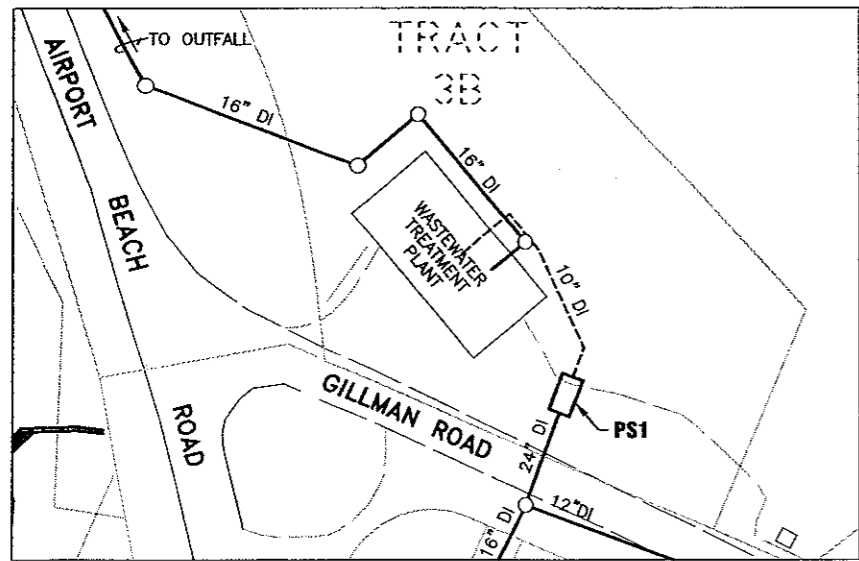 TO OUTFALL
TRACT
3B
AIRPORT
BEACH
ROAD
16" DI
16" DI
WASTEWATER
TREATMENT
PLANT
10" DI
GILLMAN ROAD
PS1
24" DI
12"DI
16" DI